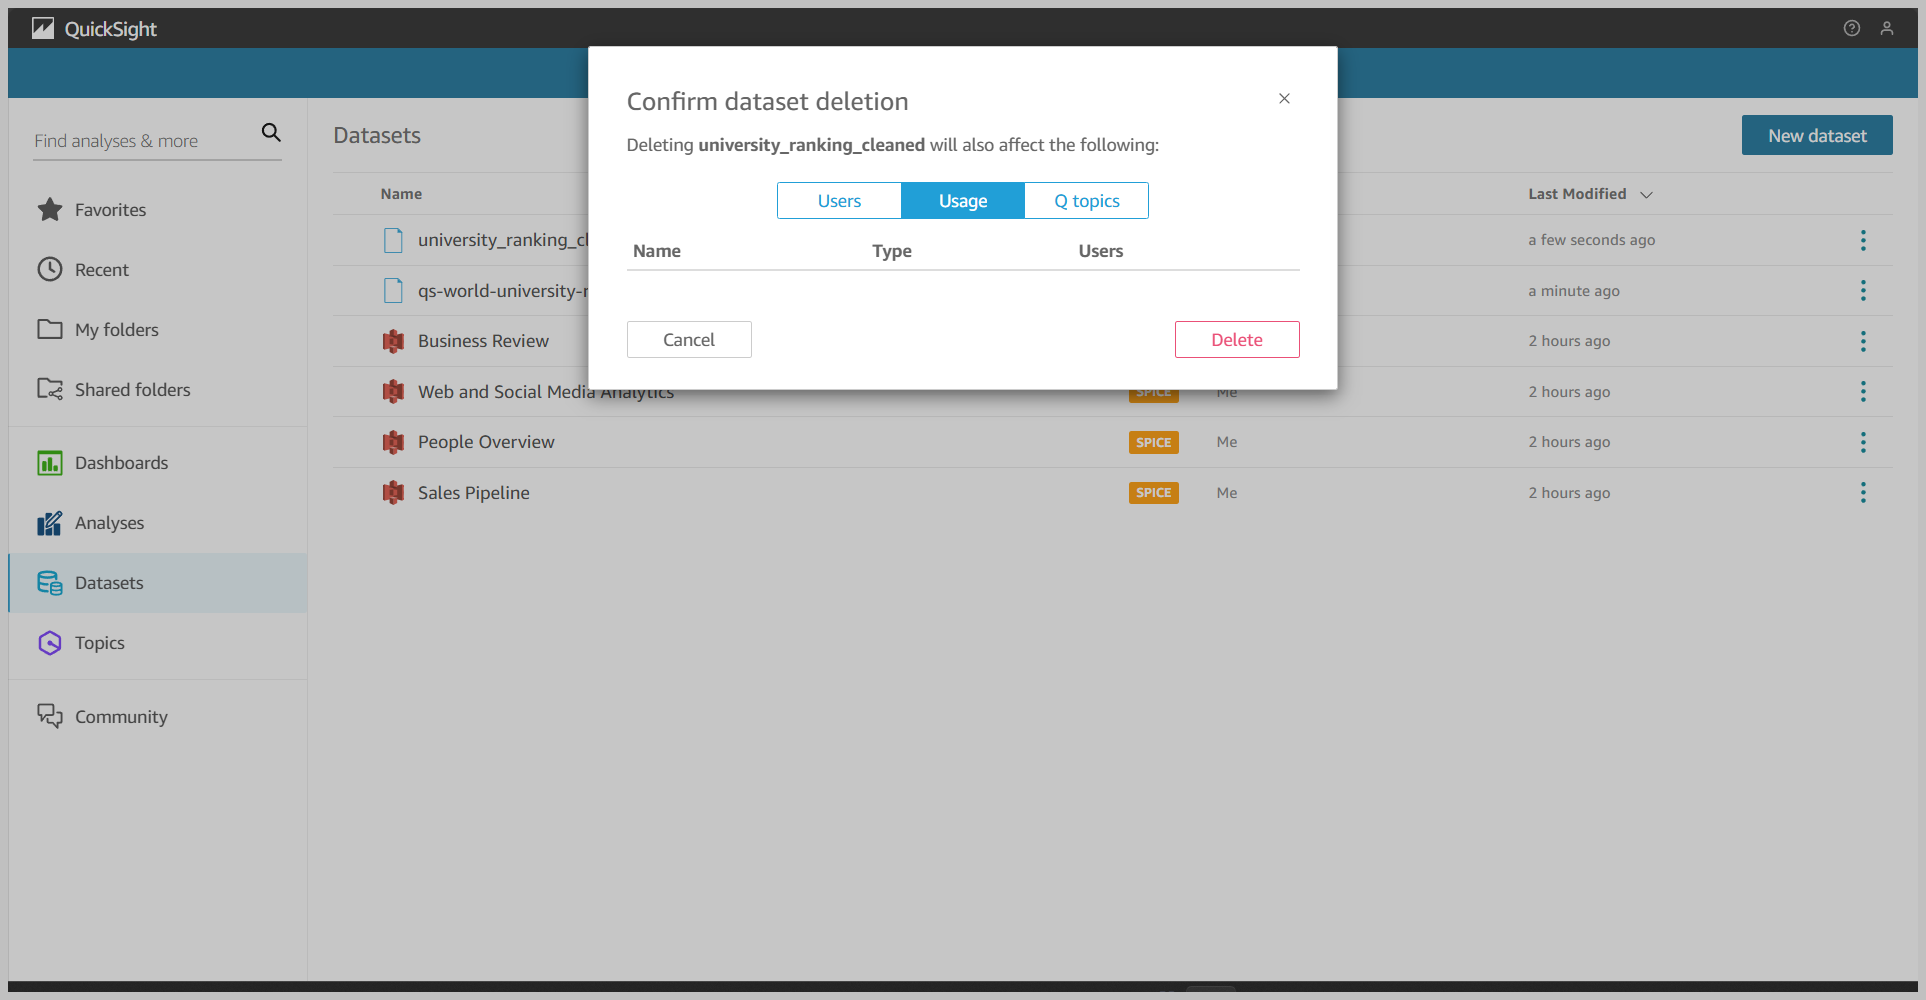 QuickSight
Confirm dataset deletion
Deleting university_ranking_cleaned will also affect the following:
Users Usage Q topics
Name Type Users
Cancel Delete
Find analyses & more
Favorites
Recent
My folders
Shared folders
Dashboards
Analyses
Datasets
Topics
Community
Datasets New dataset
Name Last Modified
university_ranking_cl a few seconds ago
qs-world-university-r a minute ago
Business Review 2 hours ago
Web and Social Media Analytics SPICE Me 2 hours ago
People Overview SPICE Me 2 hours ago
Sales Pipeline SPICE Me 2 hours ago